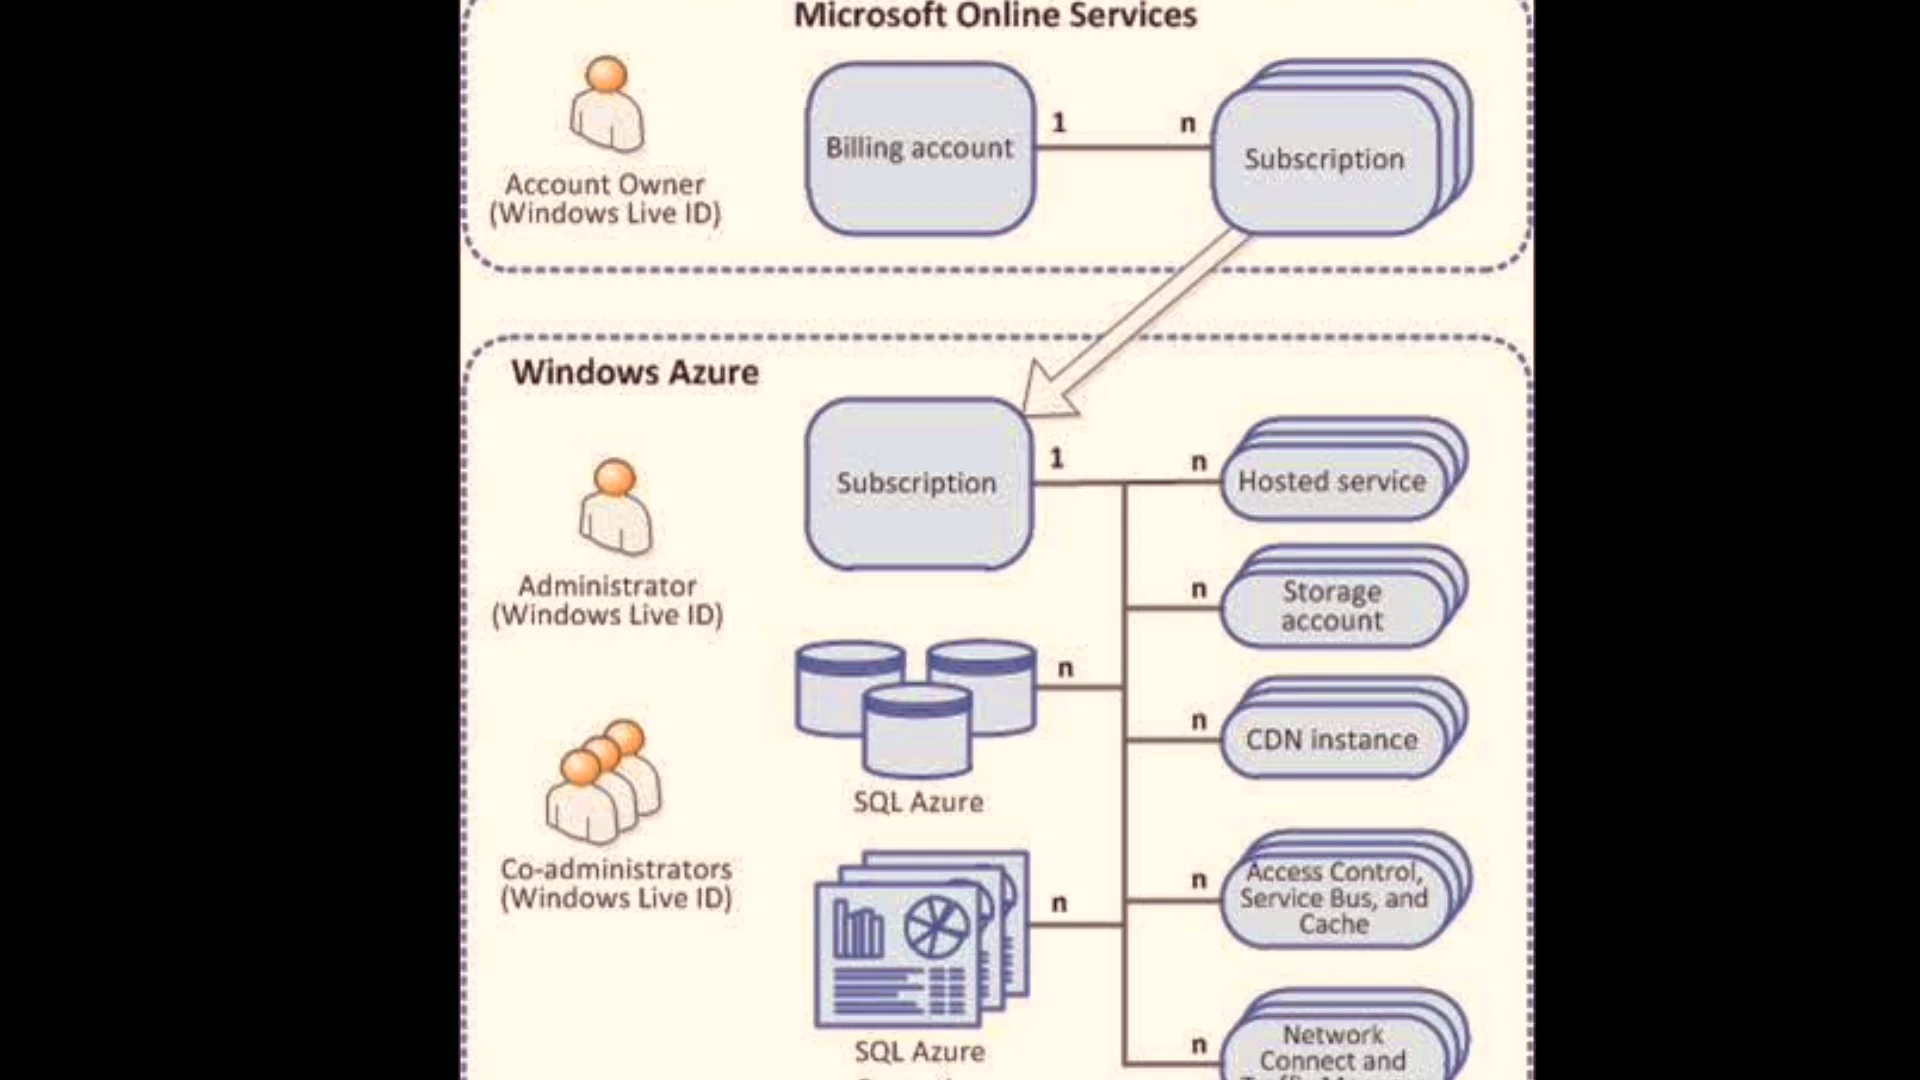 Microsoft Online Services
Billing account
1
n
Subscription
Account Owner
(Windows Live ID)
Windows Azure
Subscription
1
n
Hosted service
Administrator
(Windows Live ID)
n
Storage
account
n
SQL Azure
n
CDN instance
Co-administrators
(Windows Live ID)
n
SQL Azure
n
Access Control,
Service Bus, and
Cache
n
Network
Connect and